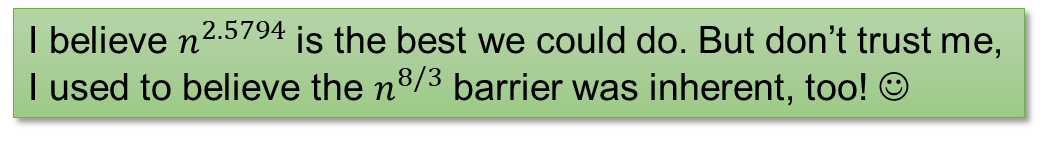 I believe n^2.5794 is the best we could do. But don’t trust me,
I used to believe the n^8/3 barrier was inherent, too! ☺